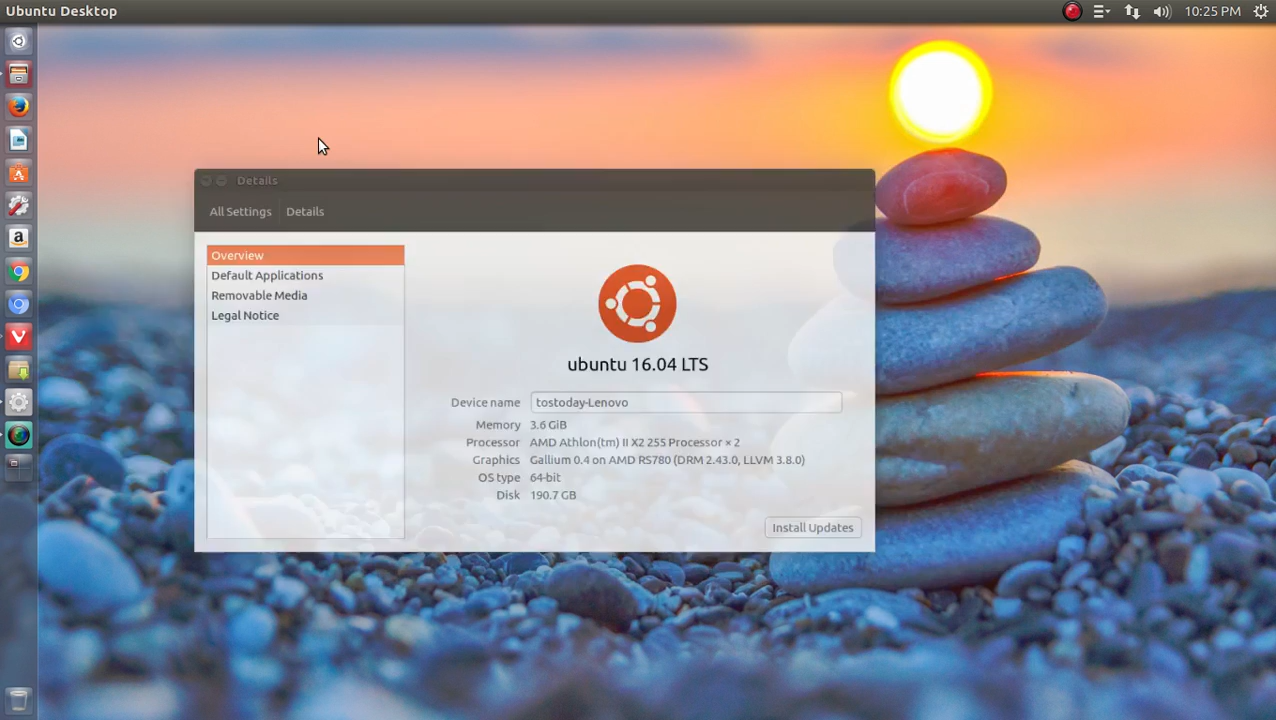 Ubuntu Desktop
10:25 PM
Details
All Settings
Details
Overview
Default Applications
Removable Media
Legal Notice
ubuntu 16.04 LTS
Device name tostoday-Lenovo
Memory 3.6 GiB
Processor AMD Athlon(tm) II X2 255 Processor × 2
Graphics Gallium 0.4 on AMD RS780 (DRM 2.43.0, LLVM 3.8.0)
OS type 64-bit
Disk 190.7 GB
Install Updates